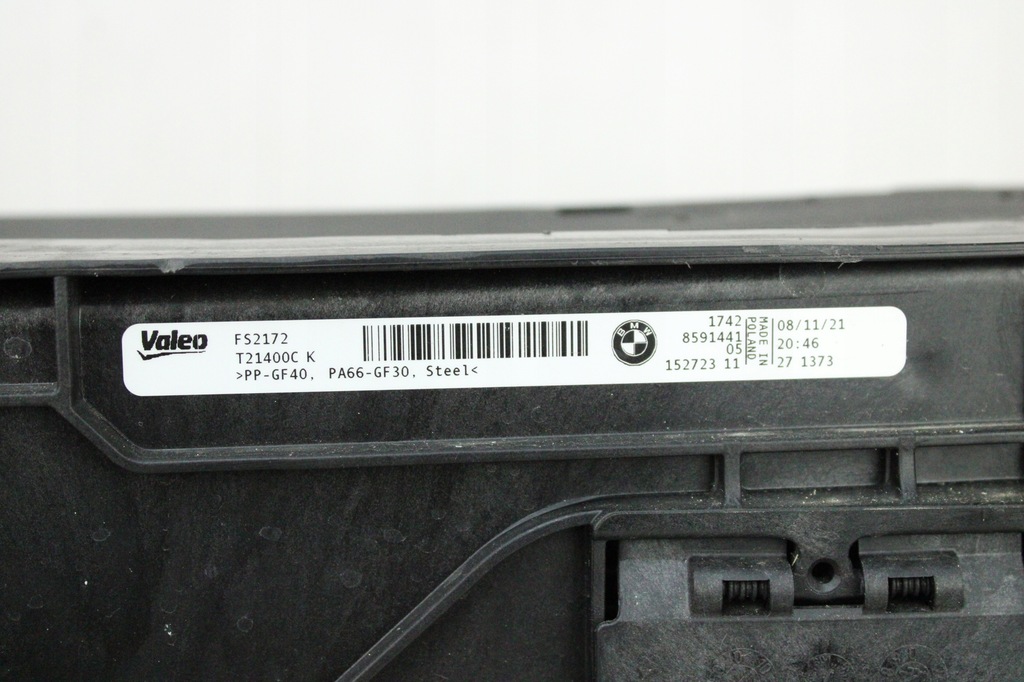 Valeo
FS2172
T21400C K
>PP-GF40, PA66-GF30, Steel<
BMW
1742
8591441
05
152723 11
MADE IN
POLAND
08/11/21
20:46
27 1373